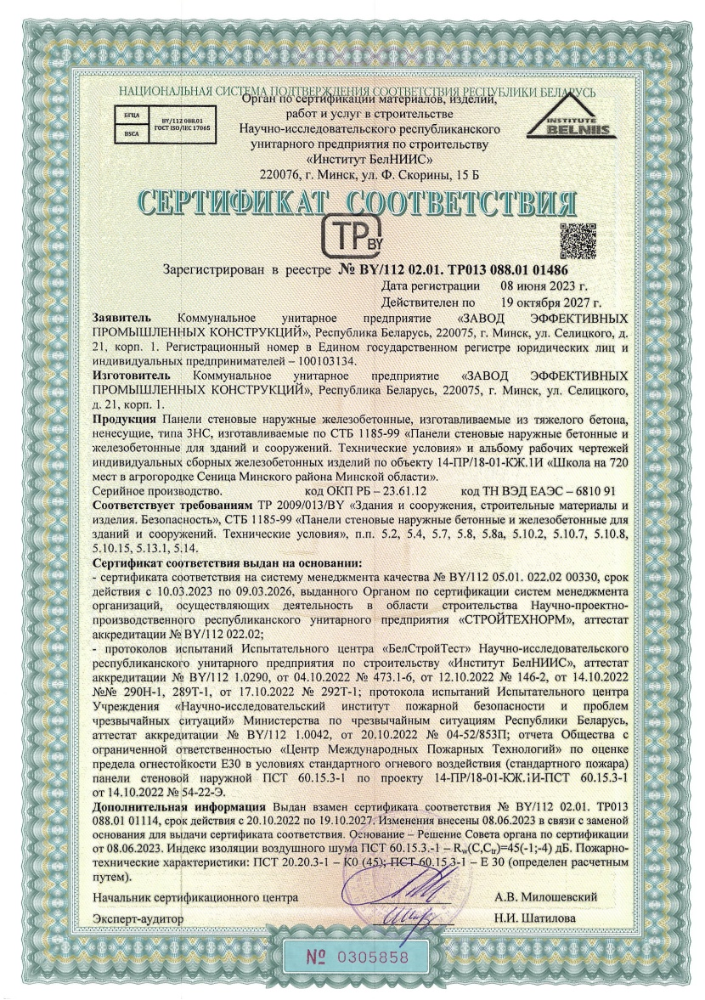 НАЦИОНАЛЬНАЯ СИСТЕМА ПОДТВЕРЖДЕНИЯ СООТВЕТСТВИЯ РЕСПУБЛИКИ БЕЛАРУСЬ
Орган по сертификации материалов, изделий,
работ и услуг в строительстве
Научно-исследовательского республиканского
унитарного предприятия по строительству
«Институт БелНИИС»
220076, г. Минск, ул. Ф. Скорины, 15 Б
БГЦА
BSCA
BY/112 088.01
ГОСТ ISO/IEC 17065
INSTITUTE
BELNIIS
СЕРТИФИКАТ СООТВЕТСТВИЯ
ТР BY
Зарегистрирован в реестре № BY/112 02.01. ТР013 088.01 01486
Дата регистрации 08 июня 2023 г.
Действителен по 19 октября 2027 г.
Заявитель Коммунальное унитарное предприятие «ЗАВОД ЭФФЕКТИВНЫХ
ПРОМЫШЛЕННЫХ КОНСТРУКЦИЙ», Республика Беларусь, 220075, г. Минск, ул. Селицкого, д.
21, корп. 1. Регистрационный номер в Едином государственном регистре юридических лиц и
индивидуальных предпринимателей – 100103134.
Изготовитель Коммунальное унитарное предприятие «ЗАВОД ЭФФЕКТИВНЫХ
ПРОМЫШЛЕННЫХ КОНСТРУКЦИЙ», Республика Беларусь, 220075, г. Минск, ул. Селицкого,
д. 21, корп. 1.
Продукция Панели стеновые наружные железобетонные, изготавливаемые из тяжелого бетона,
ненесущие, типа 3НС, изготавливаемые по СТБ 1185-99 «Панели стеновые наружные бетонные и
железобетонные для зданий и сооружений. Технические условия» и альбому рабочих чертежей
индивидуальных сборных железобетонных изделий по объекту 14-ПР/18-01-КЖ.1И «Школа на 720
мест в агрогородке Сеница Минского района Минской области».
Серийное производство. код ОКП РБ – 23.61.12 код ТН ВЭД ЕАЭС – 6810 91
Соответствует требованиям ТР 2009/013/BY «Здания и сооружения, строительные материалы и
изделия. Безопасность», СТБ 1185-99 «Панели стеновые наружные бетонные и железобетонные для
зданий и сооружений. Технические условия», п.п. 5.2, 5.4, 5.7, 5.8, 5.8а, 5.10.2, 5.10.7, 5.10.8,
5.10.15, 5.13.1, 5.14.
Сертификат соответствия выдан на основании:
- сертификата соответствия на систему менеджмента качества № BY/112 05.01. 022.02 00330, срок
действия с 10.03.2023 по 09.03.2026, выданного Органом по сертификации систем менеджмента
организаций, осуществляющих деятельность в области строительства Научно-проектно-
производственного республиканского унитарного предприятия «СТРОЙТЕХНОРМ», аттестат
аккредитации № BY/112 022.02;
- протоколов испытаний Испытательного центра «БелСтройТест» Научно-исследовательского
республиканского унитарного предприятия по строительству «Институт БелНИИС», аттестат
аккредитации № BY/112 1.0290, от 04.10.2022 № 473.1-6, от 12.10.2022 № 146-2, от 14.10.2022
№№ 290Н-1, 289Т-1, от 17.10.2022 № 292Т-1; протокола испытаний Испытательного центра
Учреждения «Научно-исследовательский институт пожарной безопасности и проблем
чрезвычайных ситуаций» Министерства по чрезвычайным ситуациям Республики Беларусь,
аттестат аккредитации № BY/112 1.0042, от 20.10.2022 № 04-52/853П; отчета Общества с
ограниченной ответственностью «Центр Международных Пожарных Технологий» по оценке
предела огнестойкости Е30 в условиях стандартного огневого воздействия (стандартного пожара)
панели стеновой наружной ПСТ 60.15.3-1 по проекту 14-ПР/18-01-КЖ.1И-ПСТ 60.15.3-1
от 14.10.2022 № 54-22-Э.
Дополнительная информация Выдан взамен сертификата соответствия № BY/112 02.01. ТР013
088.01 01114, срок действия с 20.10.2022 по 19.10.2027. Изменения внесены 08.06.2023 в связи с заменой
основания для выдачи сертификата соответствия. Основание – Решение Совета органа по сертификации
от 08.06.2023. Индекс изоляции воздушного шума ПСТ 60.15.3.-1 – Rw(C,Ctr)=45(-1;-4) дБ. Пожарно-
технические характеристики: ПСТ 20.20.3-1 – К0 (45); ПСТ 60.15.3-1 – Е 30 (определен расчетным
путем).
Начальник сертификационного центра А.В. Милошевский
Эксперт-аудитор Н.И. Шатилова
№ 0305858